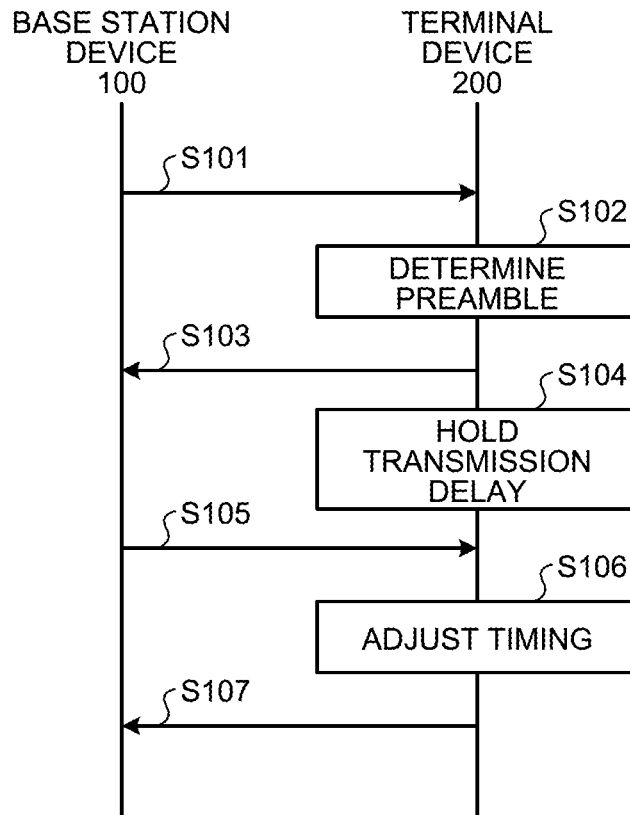 BASE STATION
DEVICE
100
TERMINAL
DEVICE
200
S101
S102
DETERMINE
PREAMBLE
S103
S104
HOLD
TRANSMISSION
DELAY
S105
S106
ADJUST TIMING
S107